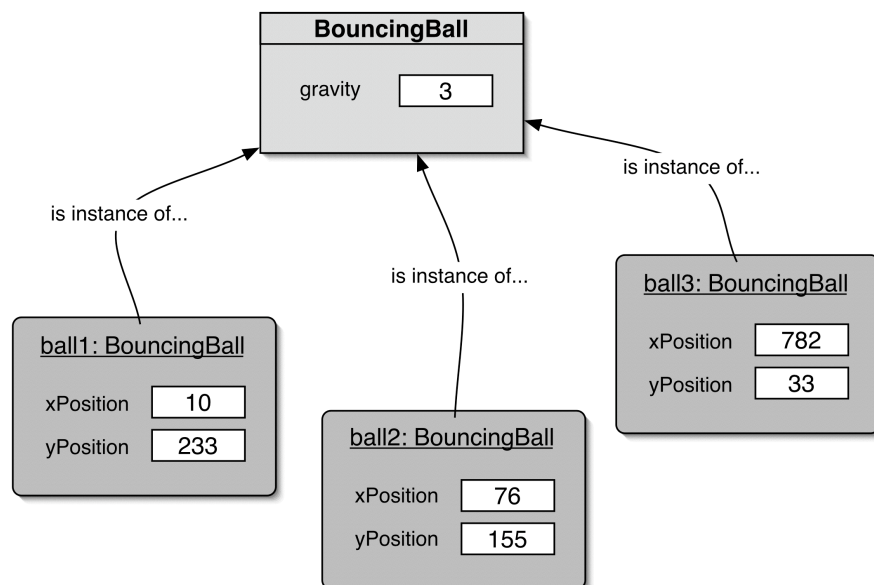 BouncingBall
gravity 3
is instance of...
is instance of...
is instance of...
ball1: BouncingBall
xPosition 10
yPosition 233
ball2: BouncingBall
xPosition 76
yPosition 155
ball3: BouncingBall
xPosition 782
yPosition 33